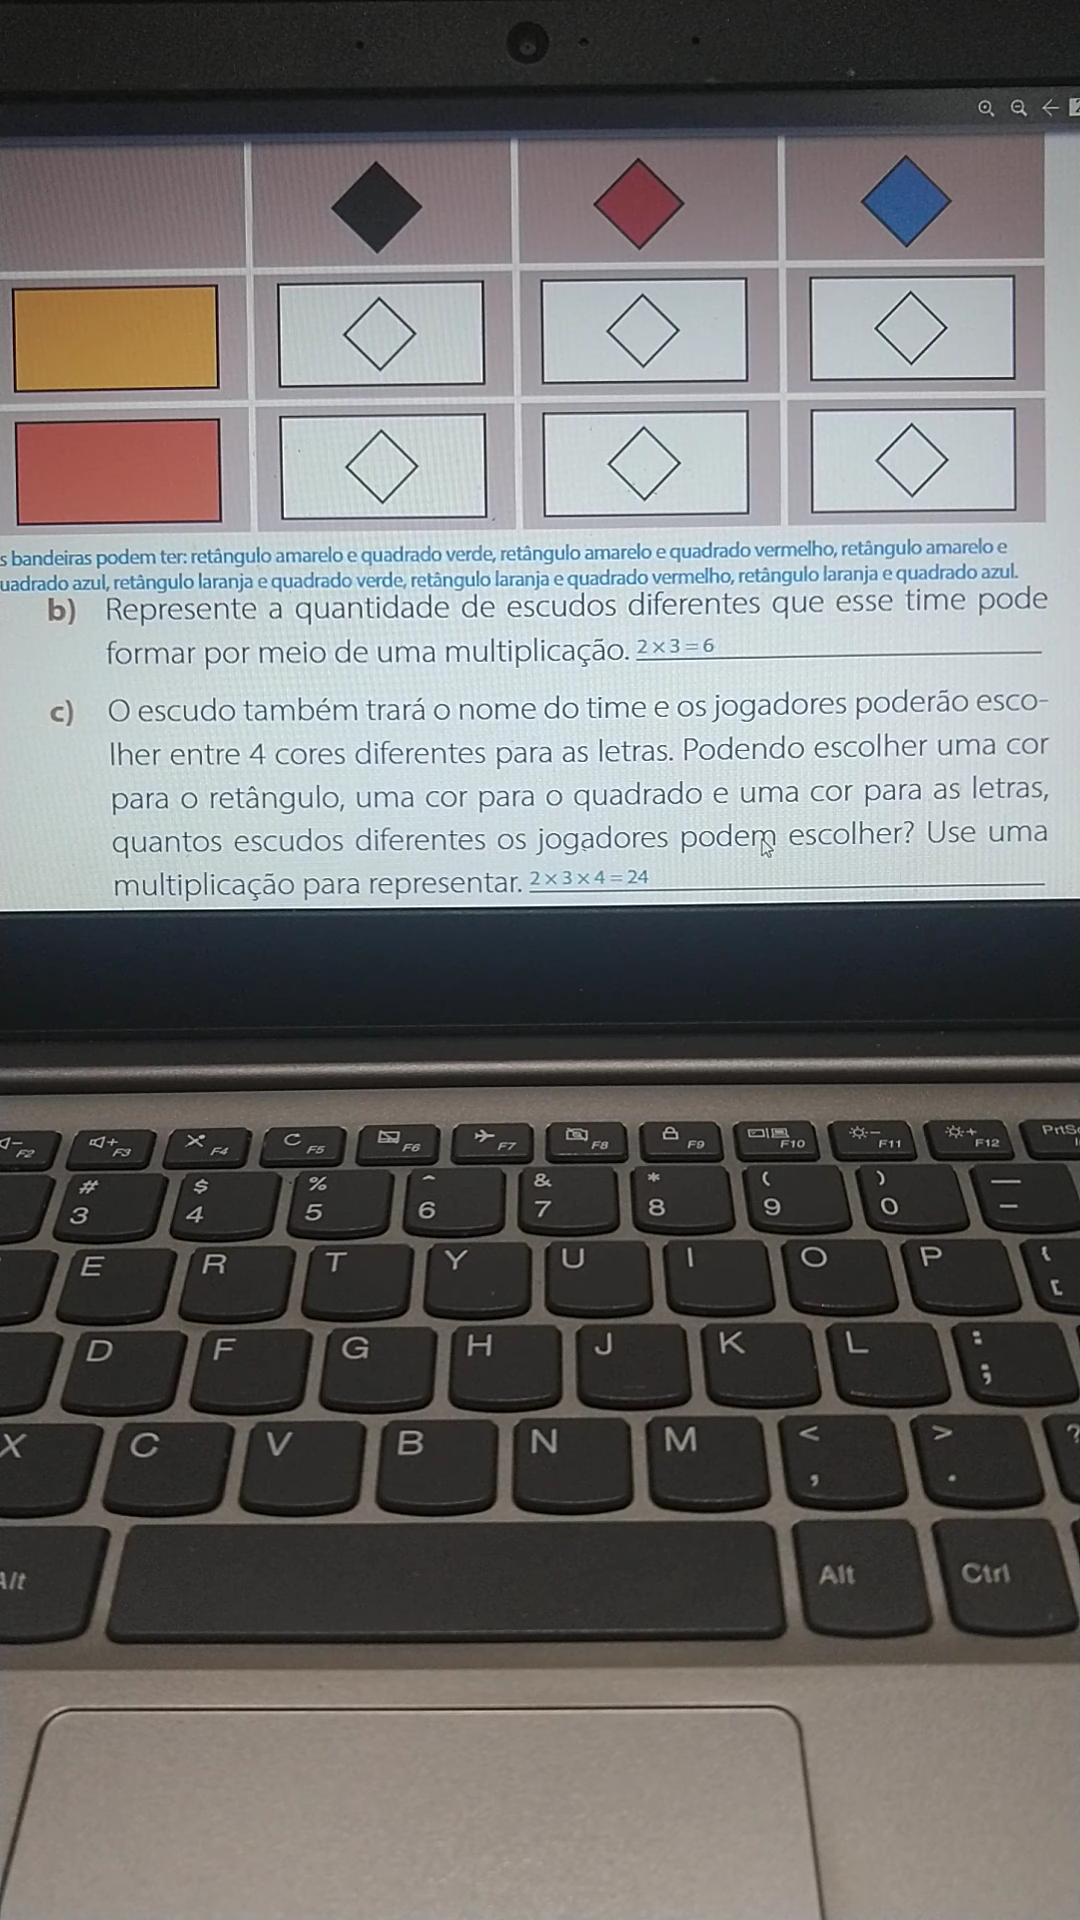 s bandeiras podem ter: retângulo amarelo e quadrado verde, retângulo amarelo e quadrado vermelho, retângulo amarelo e
uadrado azul, retângulo laranja e quadrado verde, retângulo laranja e quadrado vermelho, retângulo laranja e quadrado azul.
b) Represente a quantidade de escudos diferentes que esse time pode
formar por meio de uma multiplicação. 2 × 3 = 6
c) O escudo também trará o nome do time e os jogadores poderão esco-
lher entre 4 cores diferentes para as letras. Podendo escolher uma cor
para o retângulo, uma cor para o quadrado e uma cor para as letras,
quantos escudos diferentes os jogadores podem escolher? Use uma
multiplicação para representar. 2 × 3 × 4 = 24
F2 F3 F4 F5 F6 F7 F8 F9 F10 F11 F12 PrtSc
# $ % ^ & * ( ) —
3 4 5 6 7 8 9 0 -
E R T Y U I O P { [
D F G H J K L : ;
X C V B N M < , > . ?
Alt Alt Ctrl